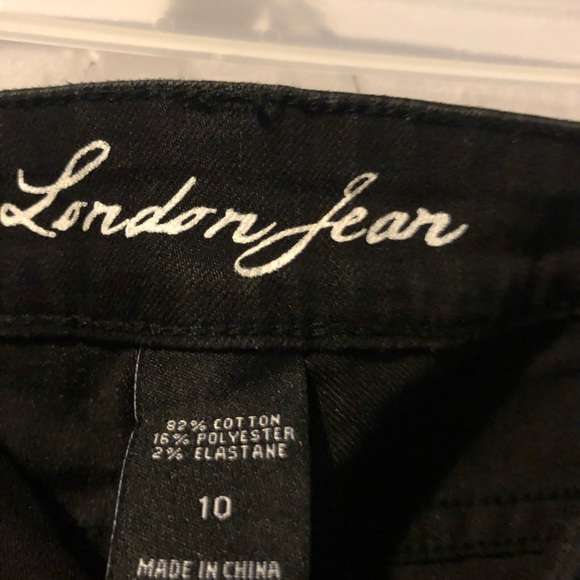 London Jean
82% COTTON
16% POLYESTER
2% ELASTANE
10
MADE IN CHINA